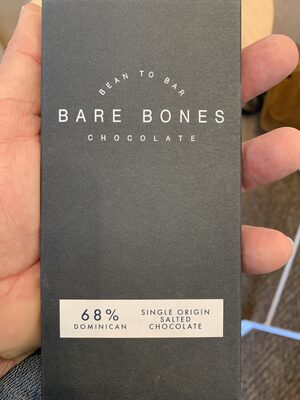 BEAN TO BAR
BARE BONES
CHOCOLATE
68%
DOMINICAN
SINGLE ORIGIN
SALTED
CHOCOLATE